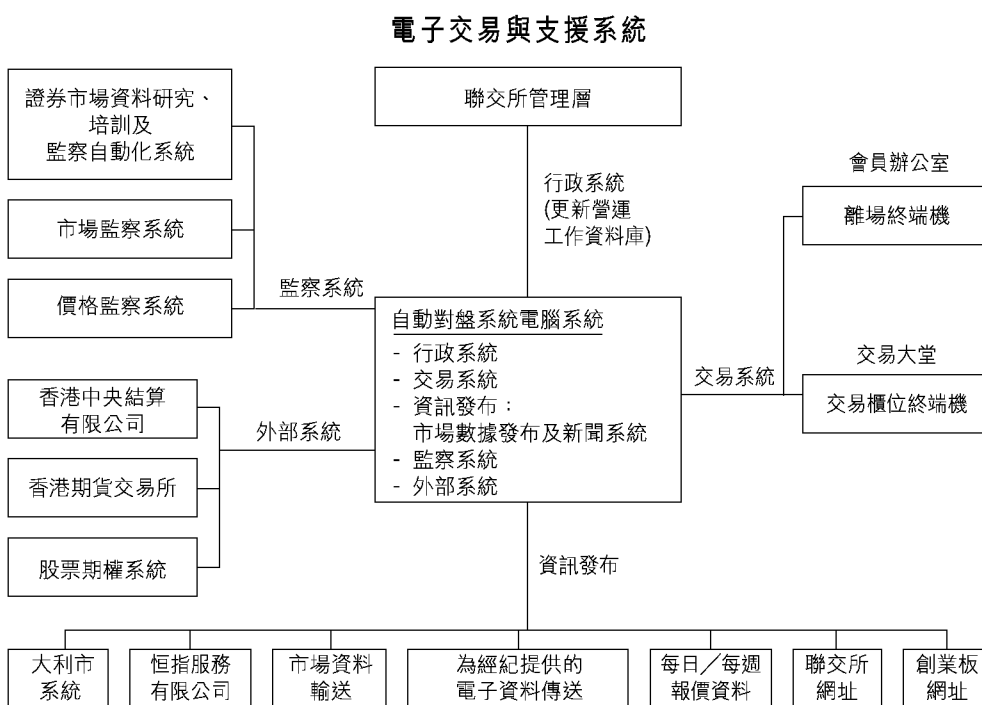 電子交易與支援系統
證券市場資料研究、
培訓及
監察自動化系統
聯交所管理層
行政系統
(更新營運
工作資料庫)
會員辦公室
離場終端機
市場監察系統
價格監察系統
監察系統
自動對盤系統電腦系統
- 行政系統
- 交易系統
- 資訊發布：
市場數據發布及新聞系統
- 監察系統
- 外部系統
交易系統
交易大堂
交易櫃位終端機
香港中央結算
有限公司
外部系統
香港期貨交易所
股票期權系統
資訊發布
大利市
系統
恒指服務
有限公司
市場資料
輸送
為經紀提供的
電子資料傳送
每日／每週
報價資料
聯交所
網址
創業板
網址